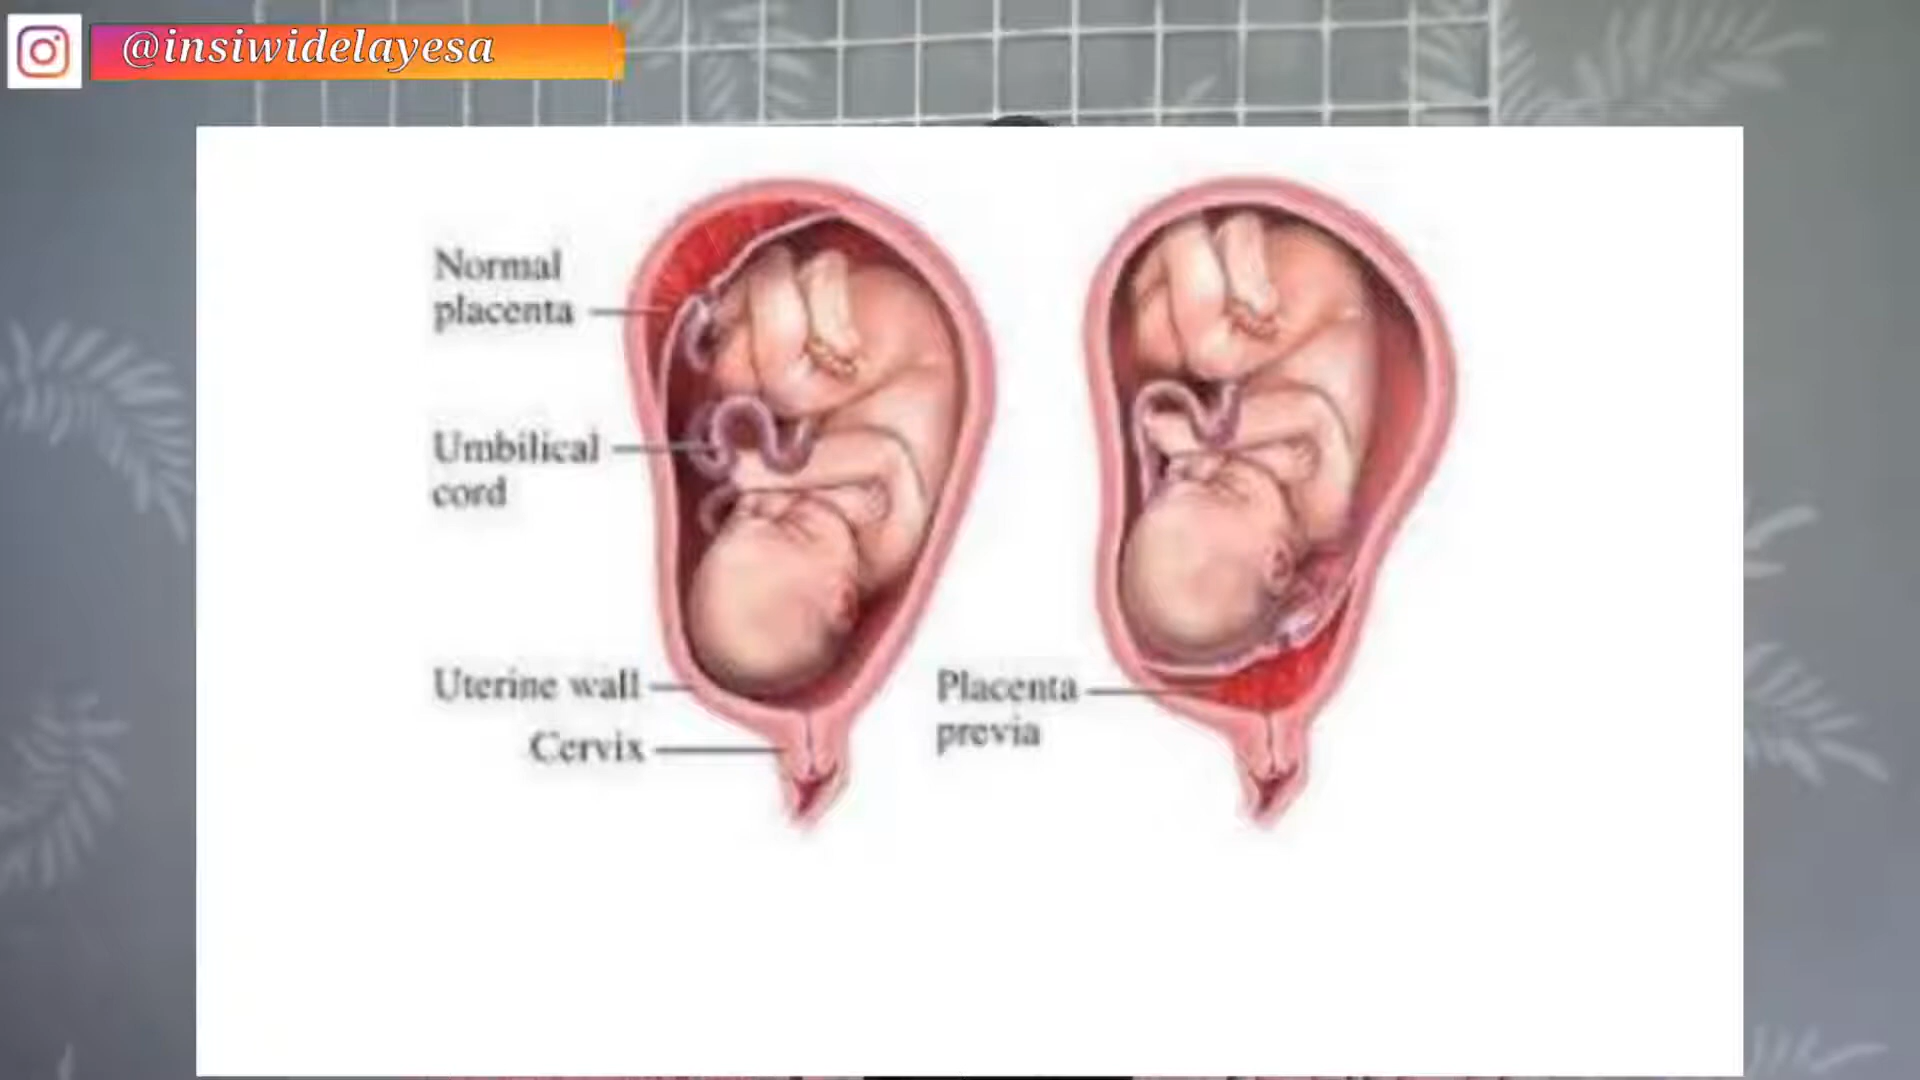 @insiwidelayesa
Normal
placenta
Umbilical
cord
Uterine wall
Cervix
Placenta
previa